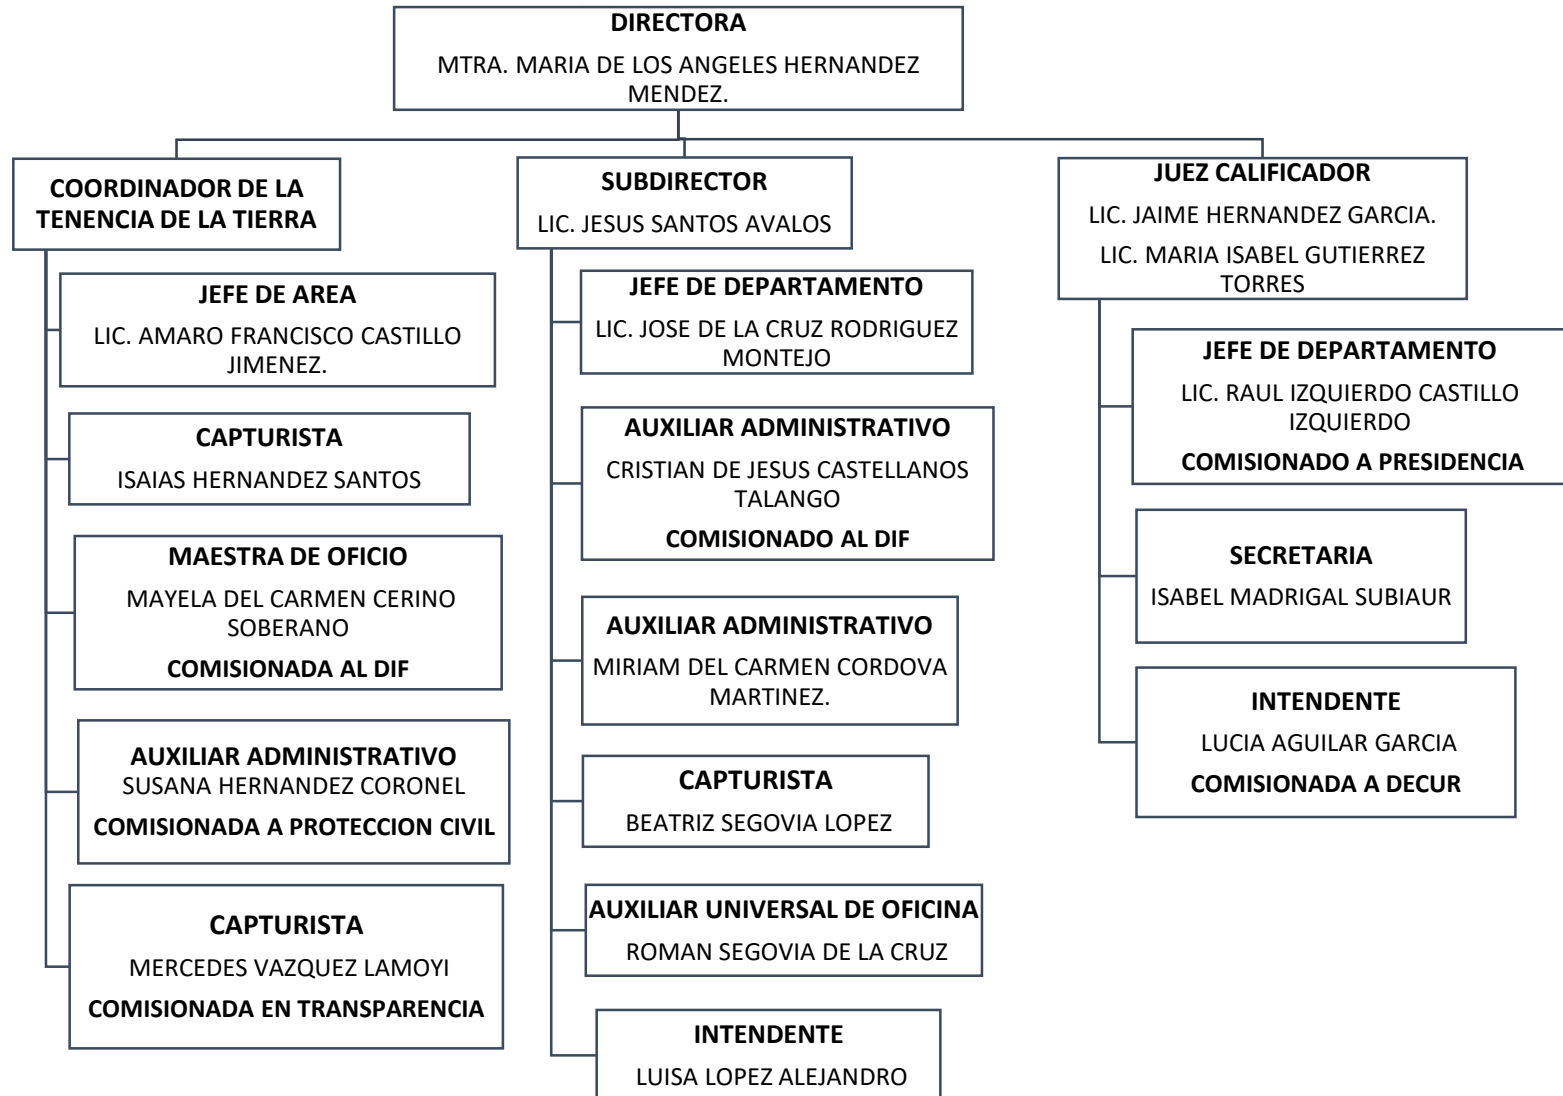 DIRECTORA
MTRA. MARIA DE LOS ANGELES HERNANDEZ
MENDEZ.
COORDINADOR DE LA
TENENCIA DE LA TIERRA
JEFE DE AREA
LIC. AMARO FRANCISCO CASTILLO
JIMENEZ.
CAPTURISTA
ISAIAS HERNANDEZ SANTOS
MAESTRA DE OFICIO
MAYELA DEL CARMEN CERINO
SOBERANO
COMISIONADA AL DIF
AUXILIAR ADMINISTRATIVO
SUSANA HERNANDEZ CORONEL
COMISIONADA A PROTECCION CIVIL
CAPTURISTA
MERCEDES VAZQUEZ LAMOYI
COMISIONADA EN TRANSPARENCIA
SUBDIRECTOR
LIC. JESUS SANTOS AVALOS
JEFE DE DEPARTAMENTO
LIC. JOSE DE LA CRUZ RODRIGUEZ
MONTEJO
AUXILIAR ADMINISTRATIVO
CRISTIAN DE JESUS CASTELLANOS
TALANGO
COMISIONADO AL DIF
AUXILIAR ADMINISTRATIVO
MIRIAM DEL CARMEN CORDOVA
MARTINEZ.
CAPTURISTA
BEATRIZ SEGOVIA LOPEZ
AUXILIAR UNIVERSAL DE OFICINA
ROMAN SEGOVIA DE LA CRUZ
INTENDENTE
LUISA LOPEZ ALEJANDRO
JUEZ CALIFICADOR
LIC. JAIME HERNANDEZ GARCIA.
LIC. MARIA ISABEL GUTIERREZ
TORRES
JEFE DE DEPARTAMENTO
LIC. RAUL IZQUIERDO CASTILLO
IZQUIERDO
COMISIONADO A PRESIDENCIA
SECRETARIA
ISABEL MADRIGAL SUBIAUR
INTENDENTE
LUCIA AGUILAR GARCIA
COMISIONADA A DECUR